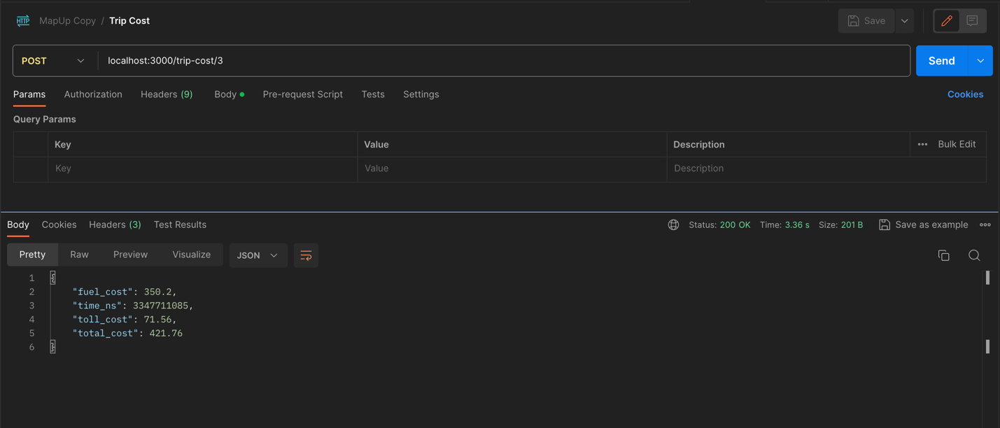 HTTP MapUp Copy / Trip Cost Save
POST localhost:3000/trip-cost/3 Send
Params Authorization Headers (9) Body Pre-request Script Tests Settings Cookies
Query Params
Key Value Description ••• Bulk Edit
Key Value Description
Body Cookies Headers (3) Test Results Status: 200 OK Time: 3.36 s Size: 201 B Save as example
Pretty Raw Preview Visualize JSON
1 {
2 "fuel_cost": 350.2,
3 "time_ns": 3347711085,
4 "toll_cost": 71.56,
5 "total_cost": 421.76
6 }